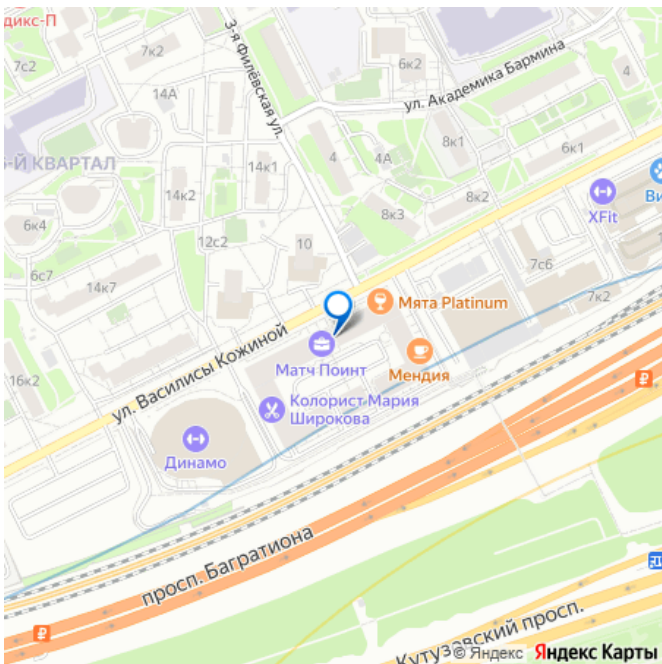 дикс-П
7с2
7к2
3-я Филёвская ул.
6к2
ул. Академика Бармина
4
14А
8к1
6к1
5-Й КВАРТАЛ
14к2
14к1
4
4А
8к2
Ви
XFit
6к4
12с2
10
8к3
7с6
6с7
14к7
7к2
Мята Platinum
ул. Василисы Кожиной
Матч Поинт
Мендия
16к2
Колорист Мария
Широкова
Динамо
просп. Багратиона
Кутузовский просп.
© Яндекс Яндекс Карты